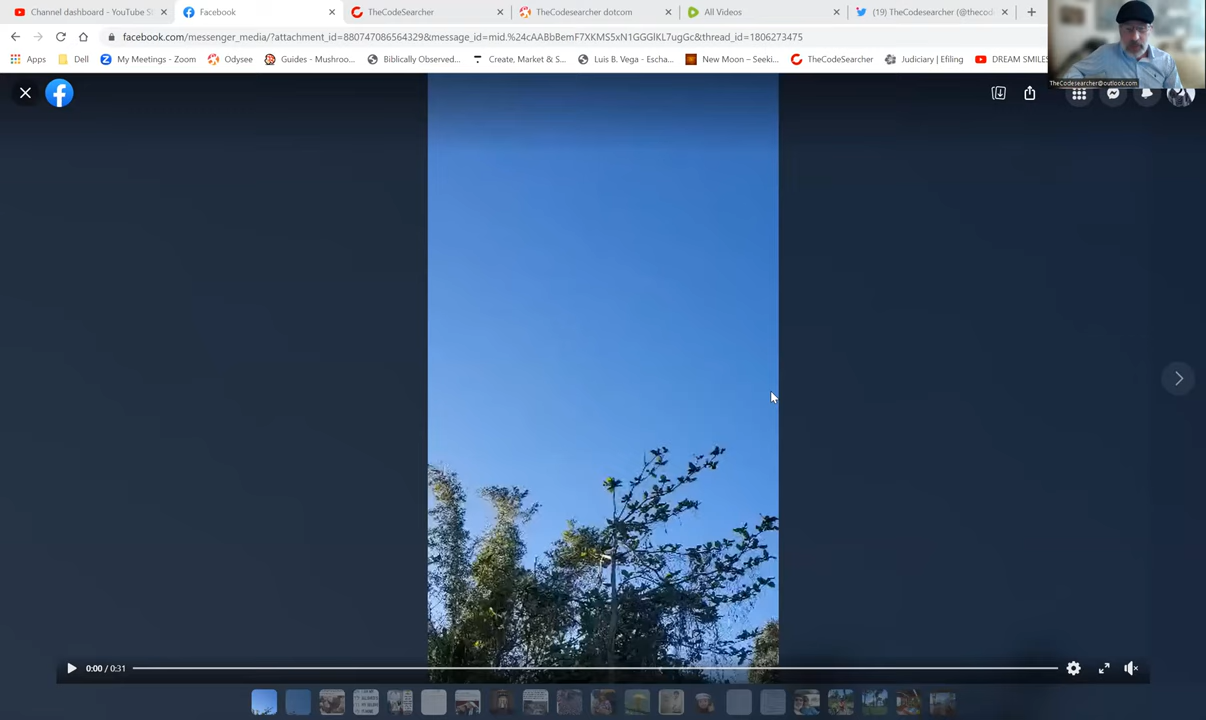 Channel dashboard - YouTube S
Facebook
TheCodeSearcher
TheCodesearcher dotcom
All Videos
(19) TheCodesearcher (@thecod
facebook.com/messenger_media/?attachment_id=880747086564329&message_id=mid.%24cAABbBemF7XKMS5xN1GGGlKL7ugGc&thread_id=1806273475
Apps
Dell
My Meetings - Zoom
Odysee
Guides - Mushroo...
Biblically Observed...
Create, Market & S...
Luis B. Vega - Escha...
New Moon – Seeki...
TheCodeSearcher
Judiciary | Efiling
DREAM SMILES
TheCodesearcher@outlook.com
0:00 / 0:31